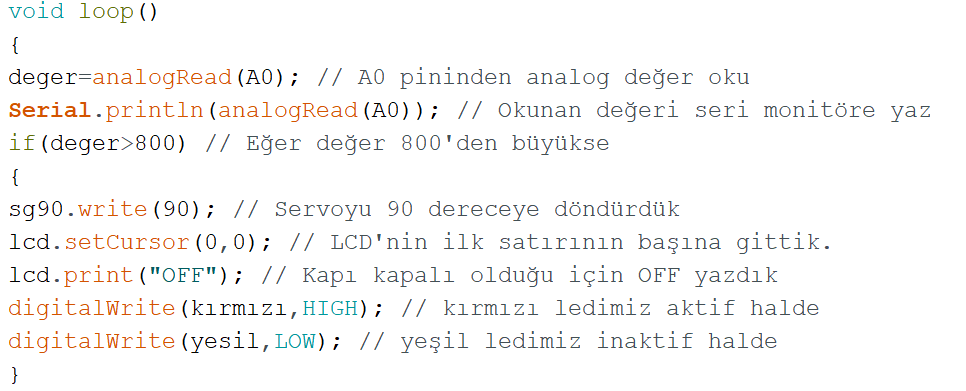 void loop()
{
deger=analogRead(A0); // A0 pininden analog değer oku
Serial.println(analogRead(A0)); // Okunan değeri seri monitöre yaz
if(deger>800) // Eğer değer 800'den büyükse
{
sg90.write(90); // Servoyu 90 dereceye döndürdük
lcd.setCursor(0,0); // LCD'nin ilk satırının başına gittik.
lcd.print("OFF"); // Kapı kapalı olduğu için OFF yazdık
digitalWrite(kırmızı,HIGH); // kırmızı ledimiz aktif halde
digitalWrite(yesil,LOW); // yeşil ledimiz inaktif halde
}